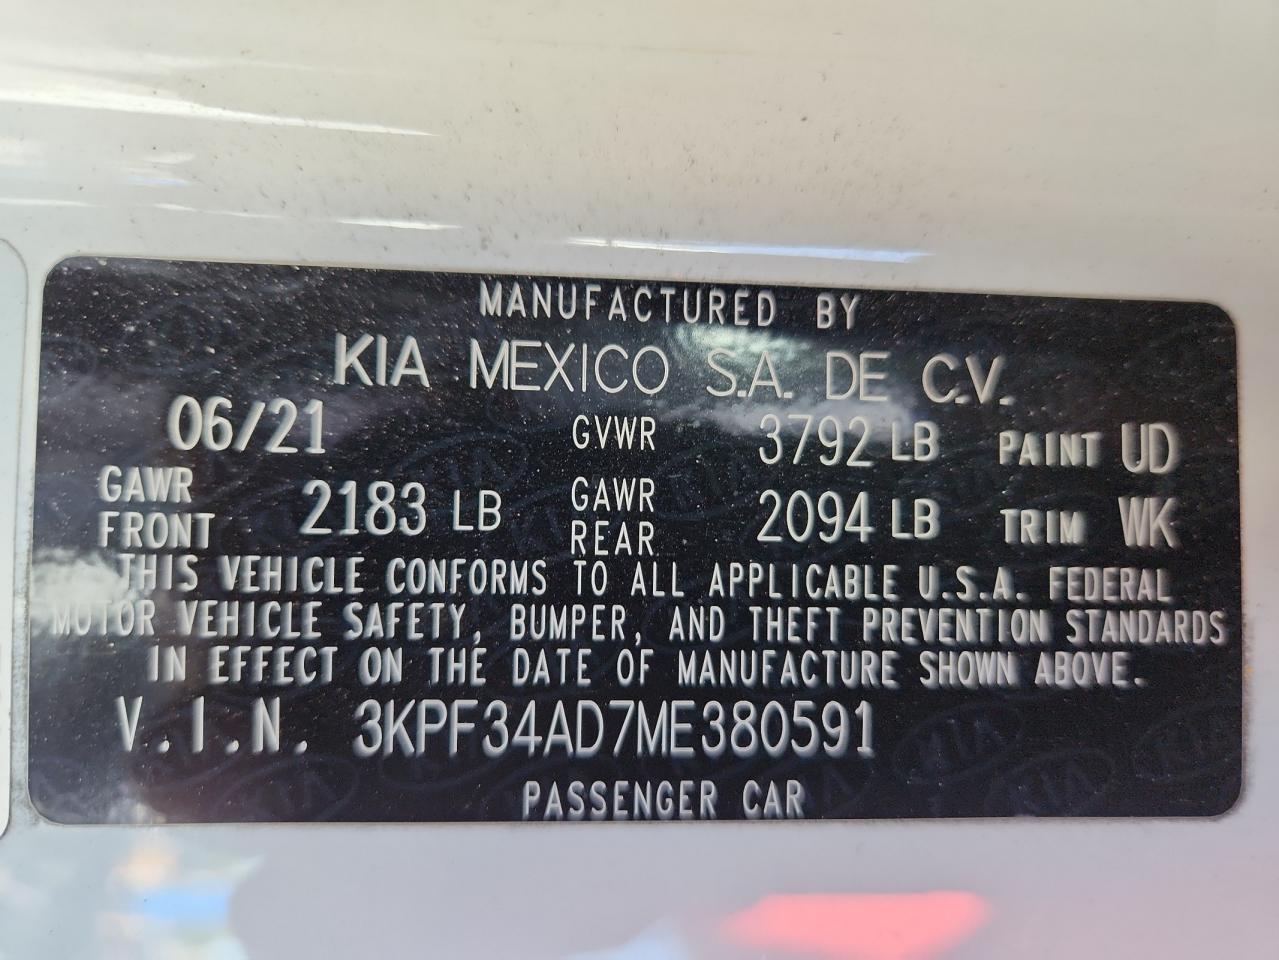 MANUFACTURED BY
KIA MEXICO S.A. DE C.V.
06/21 GVWR 3792 LB PAINT UD
GAWR FRONT 2183 LB GAWR REAR 2094 LB TRIM WK
THIS VEHICLE CONFORMS TO ALL APPLICABLE U.S.A. FEDERAL
MOTOR VEHICLE SAFETY, BUMPER, AND THEFT PREVENTION STANDARDS
IN EFFECT ON THE DATE OF MANUFACTURE SHOWN ABOVE.
V.I.N. 3KPF34AD7ME380591
PASSENGER CAR